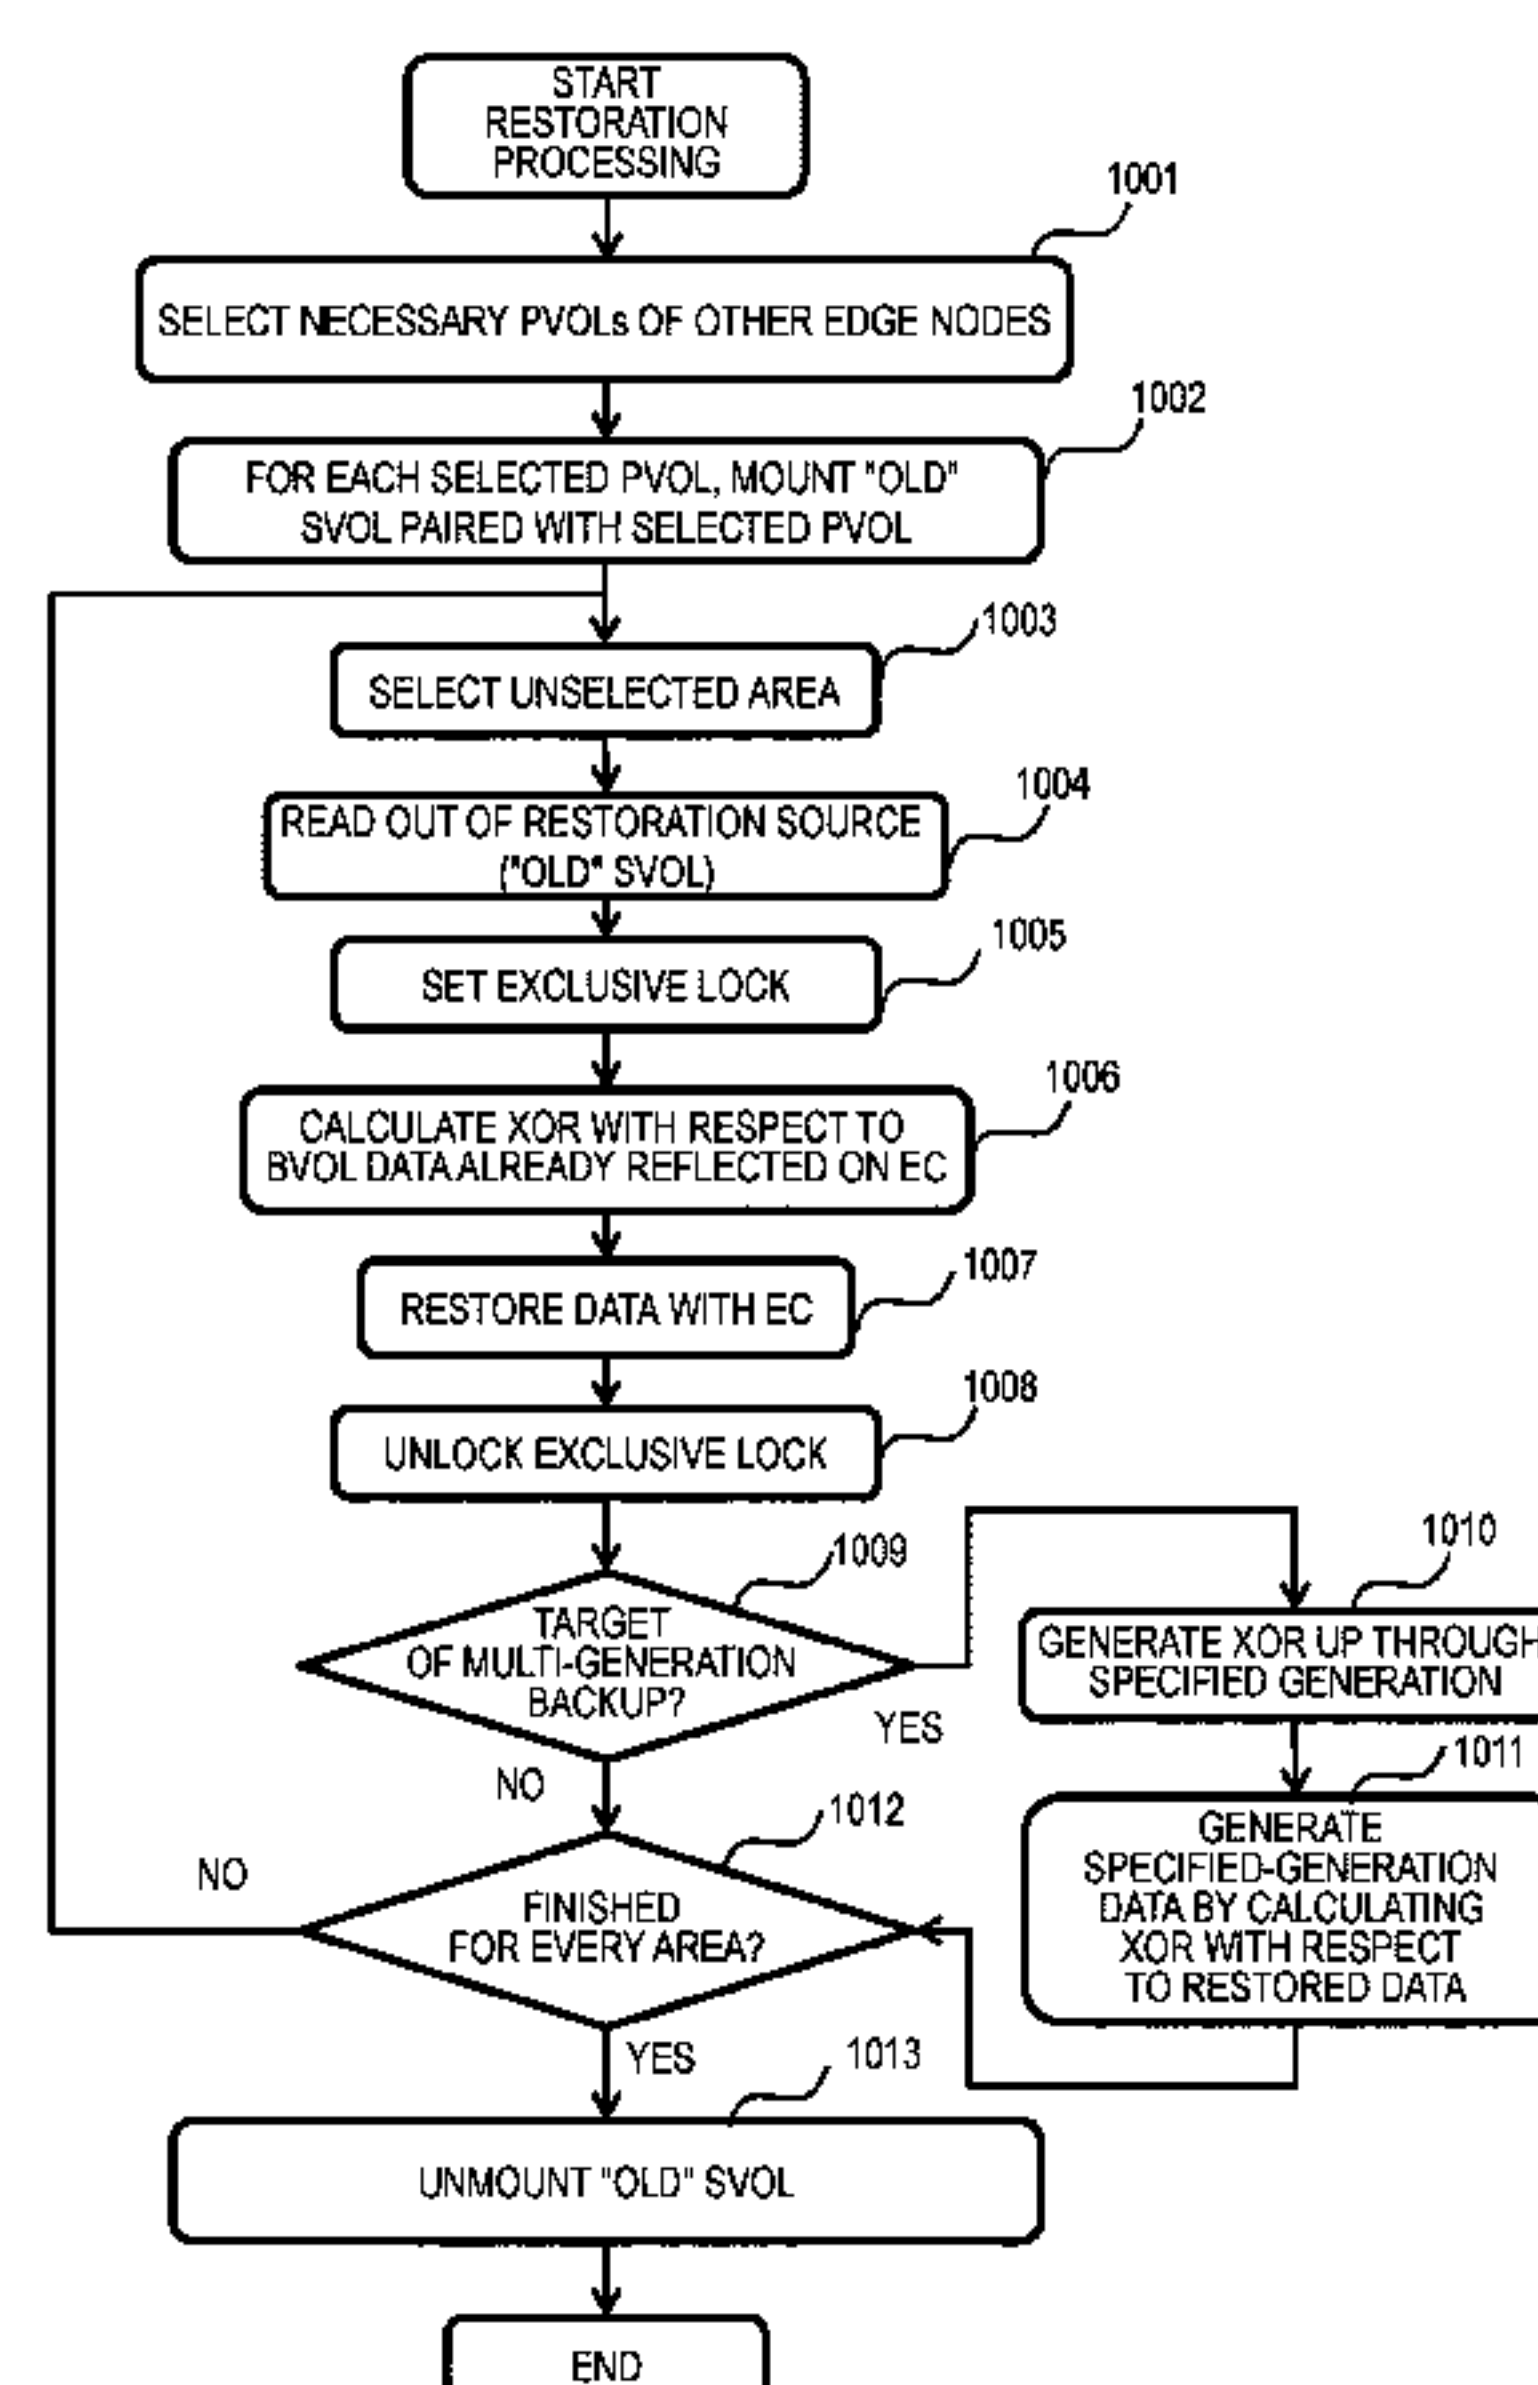 START
RESTORATION
PROCESSING
1001
SELECT NECESSARY PVOLs OF OTHER EDGE NODES
1002
FOR EACH SELECTED PVOL, MOUNT "OLD"
SVOL PAIRED WITH SELECTED PVOL
1003
SELECT UNSELECTED AREA
1004
READ OUT OF RESTORATION SOURCE
("OLD" SVOL)
1005
SET EXCLUSIVE LOCK
1006
CALCULATE XOR WITH RESPECT TO
BVOL DATA ALREADY REFLECTED ON EC
1007
RESTORE DATA WITH EC
1008
UNLOCK EXCLUSIVE LOCK
1009
TARGET
OF MULTI-GENERATION
BACKUP?
YES
NO
1010
GENERATE XOR UP THROUGH
SPECIFIED GENERATION
1011
GENERATE
SPECIFIED-GENERATION
DATA BY CALCULATING
XOR WITH RESPECT
TO RESTORED DATA
1012
FINISHED
FOR EVERY AREA?
NO
YES
1013
UNMOUNT "OLD" SVOL
END